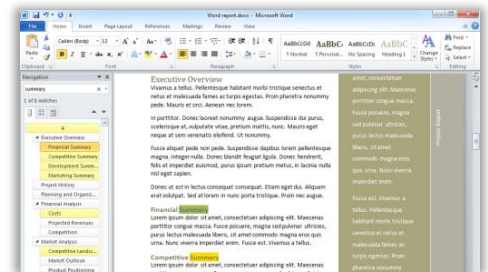 Word report.docx - Microsoft Word
File Home Insert Page Layout References Mailings Review View
Calibri (Body) 12
AaBbCcDd AaBbC AaBbCcDc AaBbC
Paste
Find
Replace
Select
1 Normal No Spacing Heading 1 Change Styles
Clipboard Font Paragraph Styles Editing
Navigation
summary
1 of 8 matches
Executive Overview
Financial Summary
Competitive Summary
Development Summ...
Marketing Summary
Project History
Planning and Organiz...
Financial Analysis
Costs
Projected Revenues
Competition
Market Analysis
Competitive Landsc...
Market Outlook
Product Positioning
Executive Overview
Vivamus a tellus. Pellentesque habitant morbi tristique senectus et
netus et malesuada fames ac turpis egestas. Proin pharetra nonummy
pede. Mauris et orci. Aenean nec lorem.
In porttitor. Donec laoreet nonummy augue. Suspendisse dui purus,
scelerisque at, vulputate vitae, pretium mattis, nunc. Mauris eget
neque at sem venenatis eleifend. Ut nonummy.
Fusce aliquet pede non pede. Suspendisse dapibus lorem pellentesque
magna. Integer nulla. Donec blandit feugiat ligula. Donec hendrerit,
felis et imperdiet euismod, purus ipsum pretium metus, in lacinia nulla
nisl eget sapien.
Donec ut est in lectus consequat consequat. Etiam eget dui. Aliquam
erat volutpat. Sed at lorem in nunc porta tristique. Proin nec augue.
Financial Summary
Lorem ipsum dolor sit amet, consectetuer adipiscing elit. Maecenas
porttitor congue massa. Fusce posuere, magna sed pulvinar ultricies,
purus lectus malesuada libero, sit amet commodo magna eros quis
urna. Nunc viverra imperdiet enim. Fusce est. Vivamus a tellus.
Competitive Summary
Lorem ipsum dolor sit amet, consectetuer adipiscing elit. Maecenas
amet, consectetuer
adipiscing elit. Maecenas
porttitor congue massa.
Fusce posuere, magna
sed pulvinar ultricies,
purus lectus malesuada
libero, sit amet
commodo magna eros
quis urna. Nunc viverra
imperdiet enim.
Fusce est. Vivamus a
tellus. Pellentesque
habitant morbi tristique
senectus et netus et
malesuada fames ac
turpis egestas. Proin
pharetra nonummy
Project Report